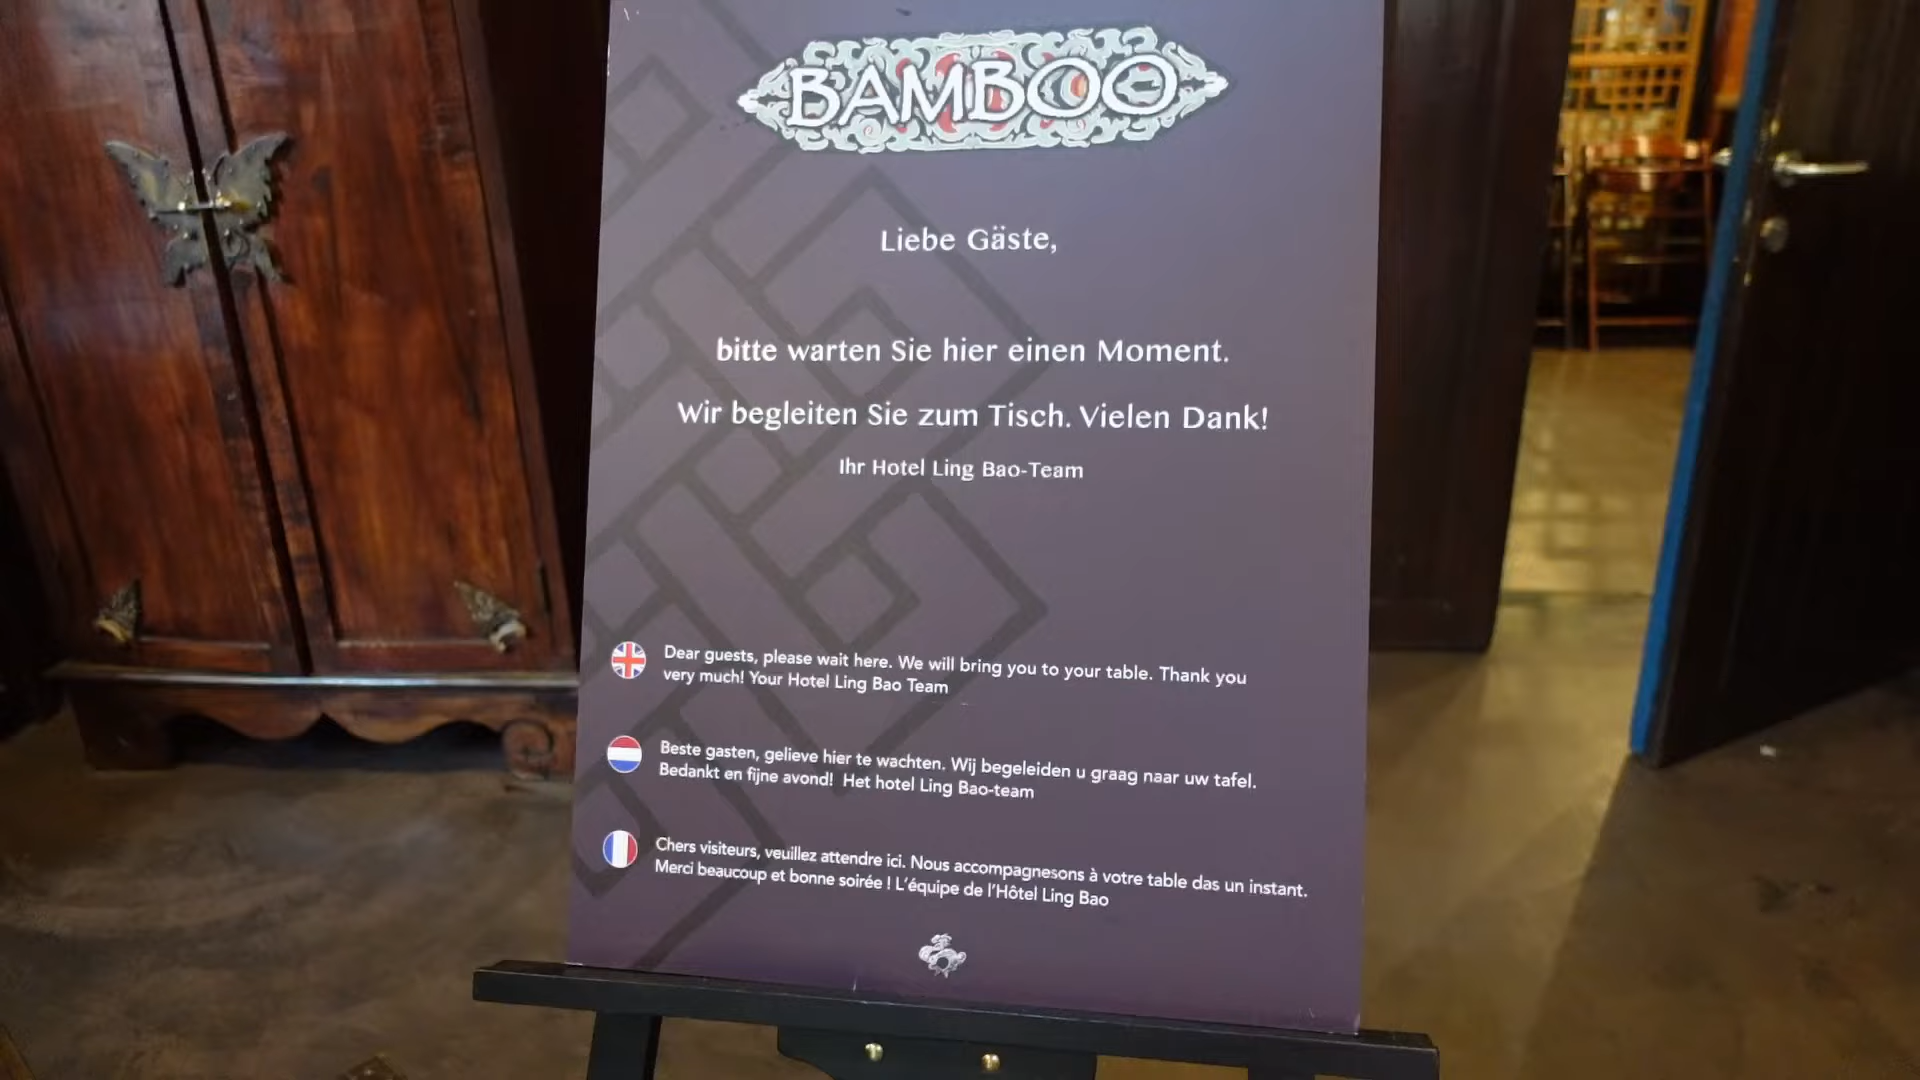 BAMBOO
Liebe Gäste,
bitte warten Sie hier einen Moment.
Wir begleiten Sie zum Tisch. Vielen Dank!
Ihr Hotel Ling Bao-Team
Dear guests, please wait here. We will bring you to your table. Thank you
very much! Your Hotel Ling Bao Team
Beste gasten, gelieve hier te wachten. Wij begeleiden u graag naar uw tafel.
Bedankt en fijne avond! Het hotel Ling Bao-team
Chers visiteurs, veuillez attendre ici. Nous accompagnesons à votre table das un instant.
Merci beaucoup et bonne soirée ! L'équipe de l'Hôtel Ling Bao